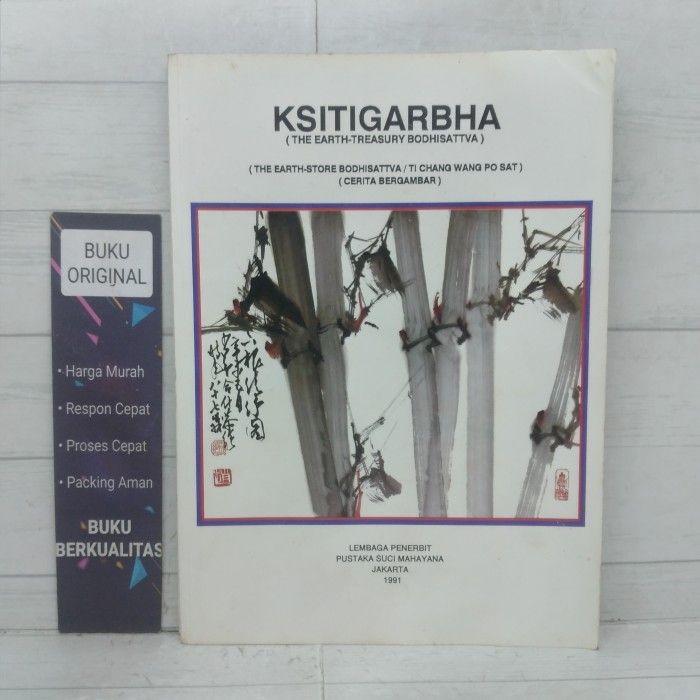 KSITIGARBHA
( THE EARTH-TREASURY BODHISATTVA )
( THE EARTH-STORE BODHISATTVA / TI CHANG WANG PO SAT )
( CERITA BERGAMBAR )
LEMBAGA PENERBIT
PUSTAKA SUCI MAHAYANA
JAKARTA
1991
BUKU
ORIGINAL
• Harga Murah
• Respon Cepat
• Proses Cepat
• Packing Aman
BUKU
BERKUALITAS